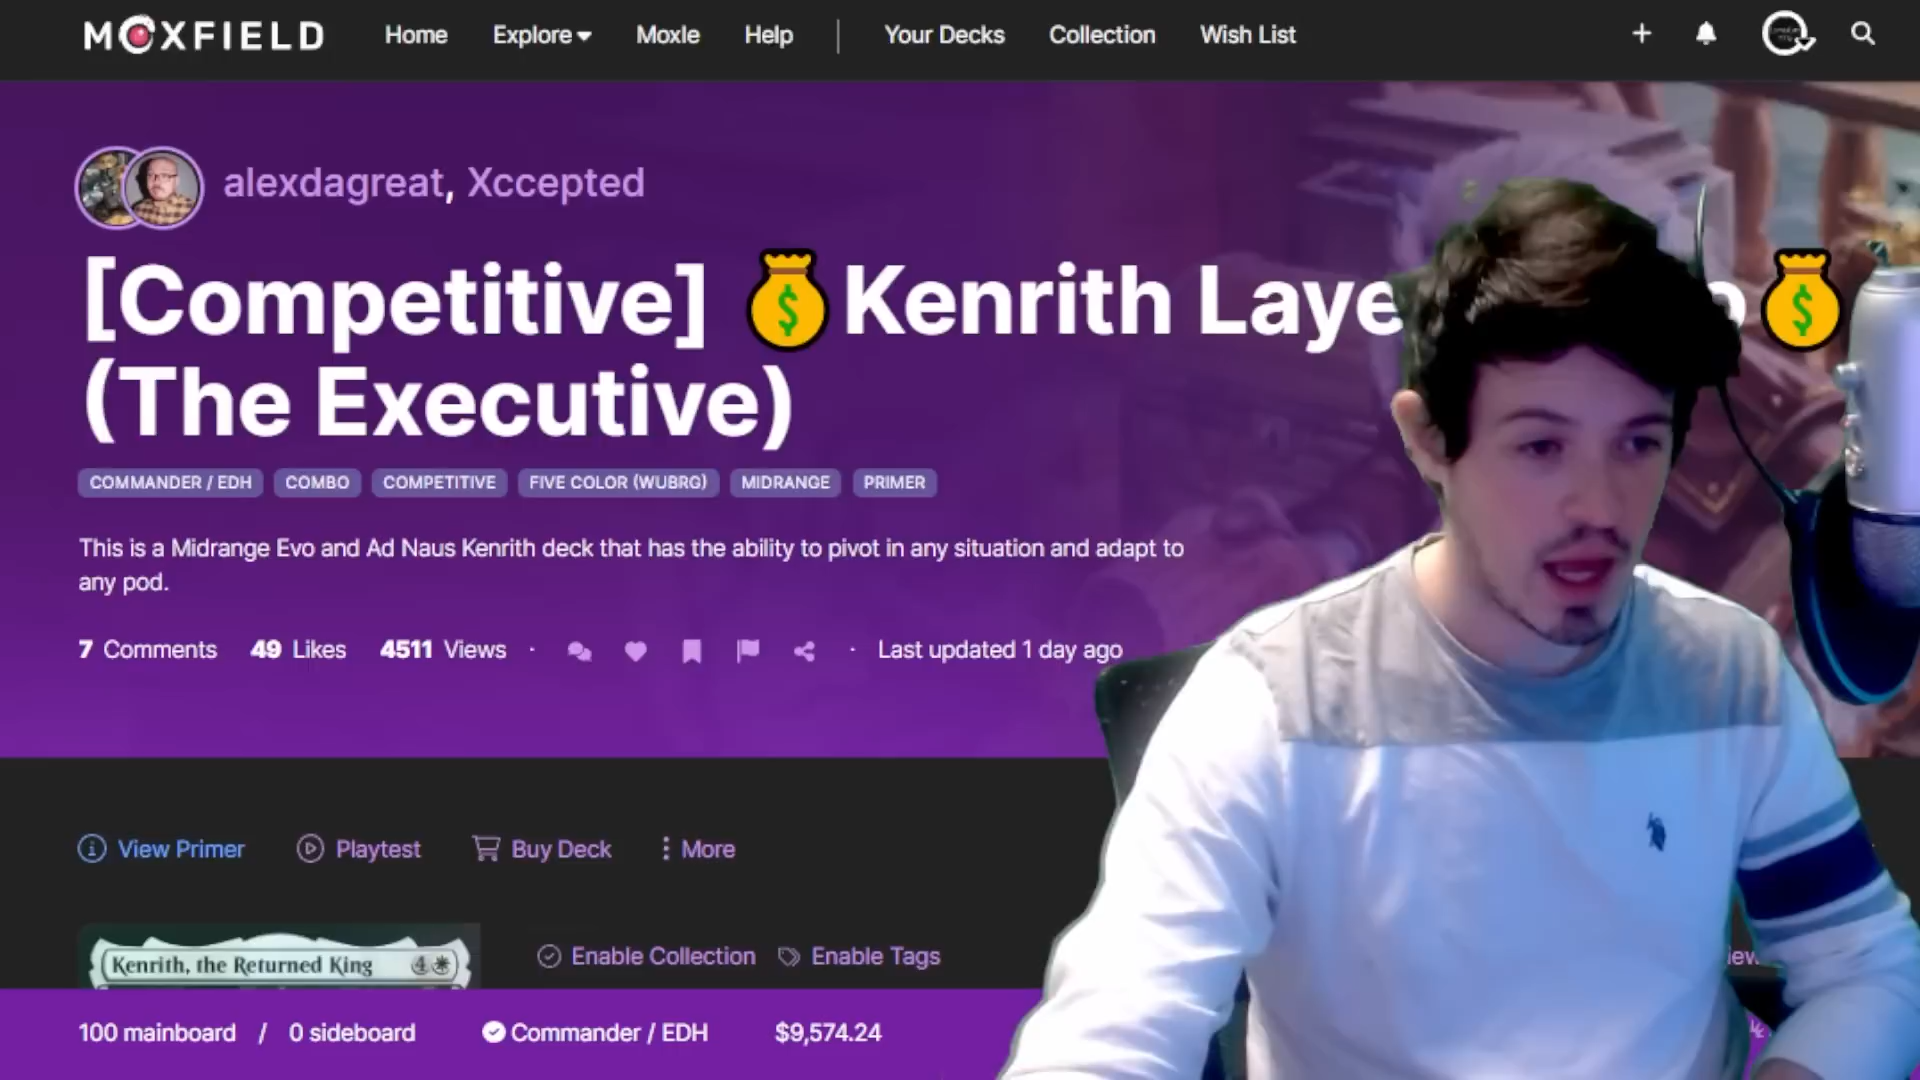 MOXFIELD Home Explore Moxle Help Your Decks Collection Wish List
alexdagreat, Xccepted
[Competitive] 💰Kenrith Laye 💰
(The Executive)
COMMANDER / EDH COMBO COMPETITIVE FIVE COLOR (WUBRG) MIDRANGE PRIMER
This is a Midrange Evo and Ad Naus Kenrith deck that has the ability to pivot in any situation and adapt to
any pod.
7 Comments 49 Likes 4511 Views · · Last updated 1 day ago
View Primer Playtest Buy Deck More
Kenrith, the Returned King 4
Enable Collection Enable Tags
100 mainboard / 0 sideboard Commander / EDH $9,574.24